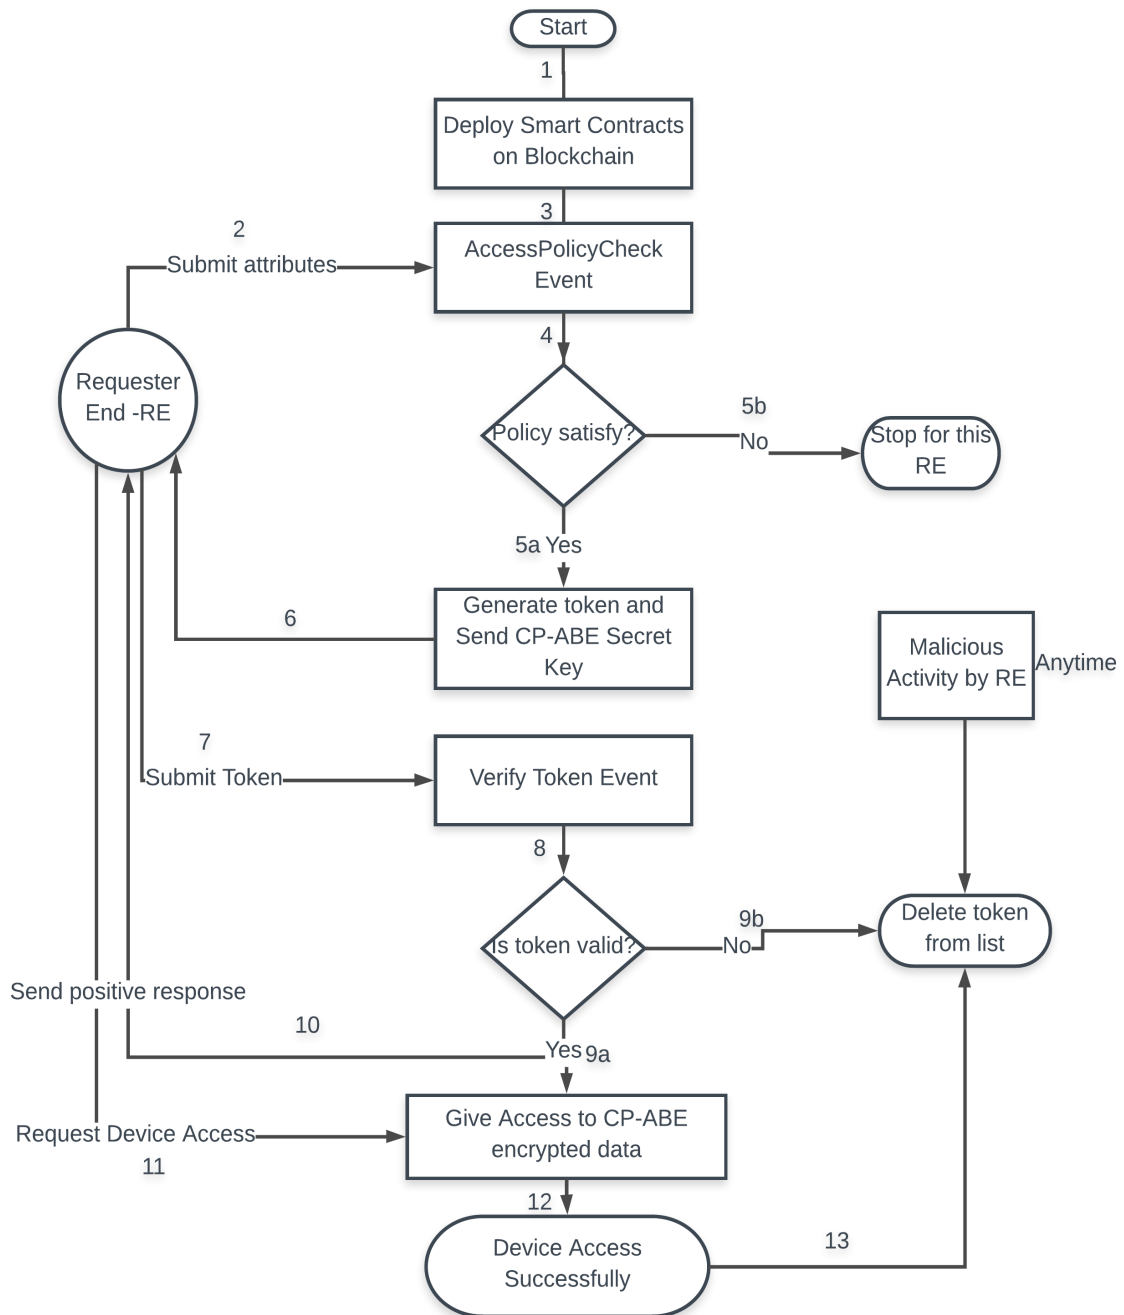 Start
1
Deploy Smart Contracts
on Blockchain
3
2
Submit attributes
AccessPolicyCheck
Event
4
Requester
End -RE
Policy satisfy?
5b
No
Stop for this
RE
5a Yes
Generate token and
Send CP-ABE Secret
Key
6
Malicious
Activity by RE
Anytime
7
Submit Token
Verify Token Event
8
Is token valid?
9b
No
Delete token
from list
Send positive response
10
Yes 9a
Give Access to CP-ABE
encrypted data
Request Device Access
11
12
Device Access
Successfully
13